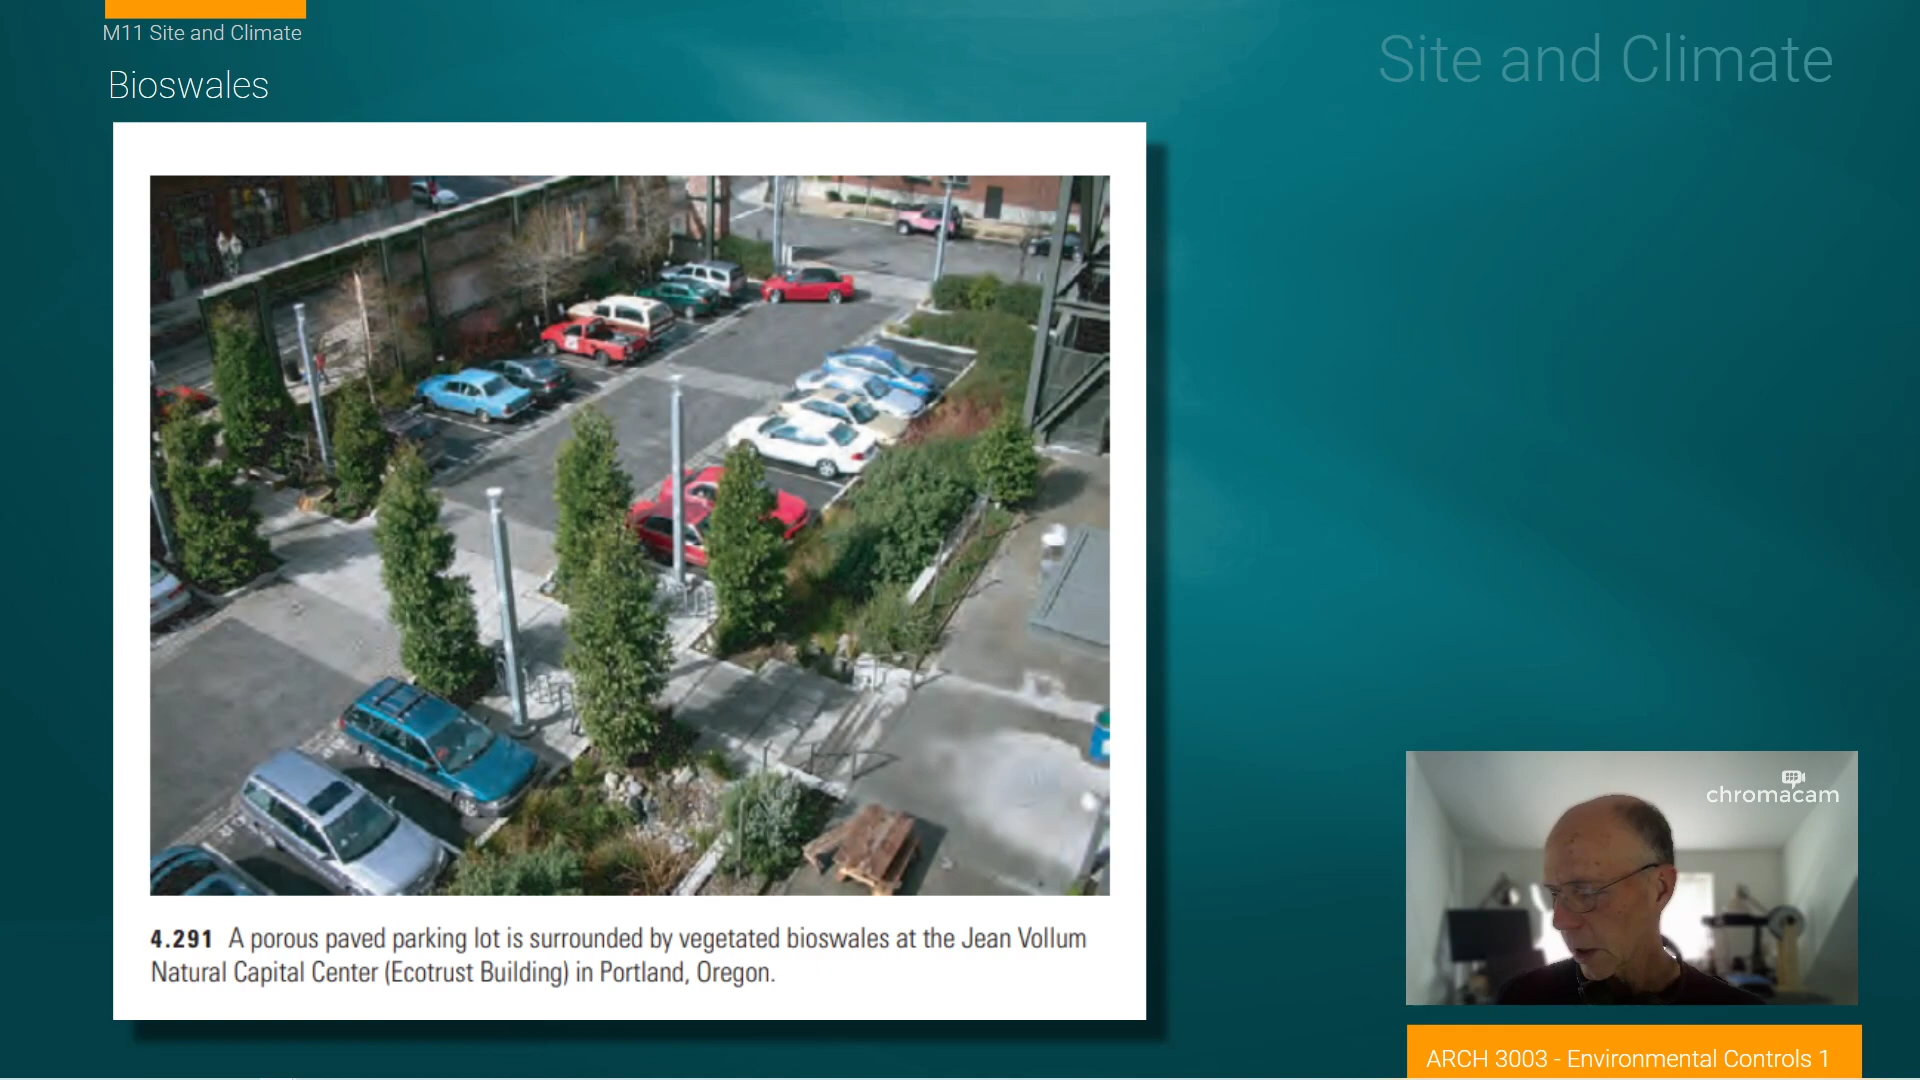 M11 Site and Climate
Site and Climate
Bioswales
chromacam
4.291 A porous paved parking lot is surrounded by vegetated bioswales at the Jean Vollum
Natural Capital Center (Ecotrust Building) in Portland, Oregon.
ARCH 3003 - Environmental Controls 1